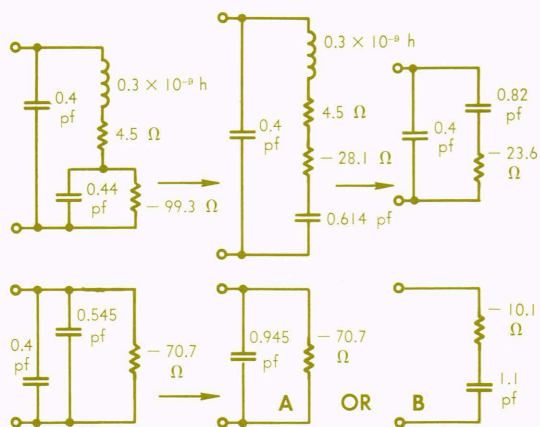 0.4
pf
0.3 × 10⁻⁹ h
4.5 Ω
0.44
pf
− 99.3 Ω
0.4
pf
0.3 × 10⁻⁹ h
4.5 Ω
− 28.1 Ω
0.614 pf
0.4
pf
0.82
pf
− 23.6
Ω
0.4
pf
0.545
pf
− 70.7
Ω
0.945
pf
− 70.7
Ω
A OR B
− 10.1
Ω
1.1
pf